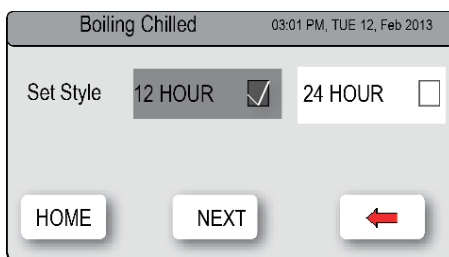 Boiling Chilled 03:01 PM, TUE 12, Feb 2013
Set Style 12 HOUR 24 HOUR
HOME NEXT